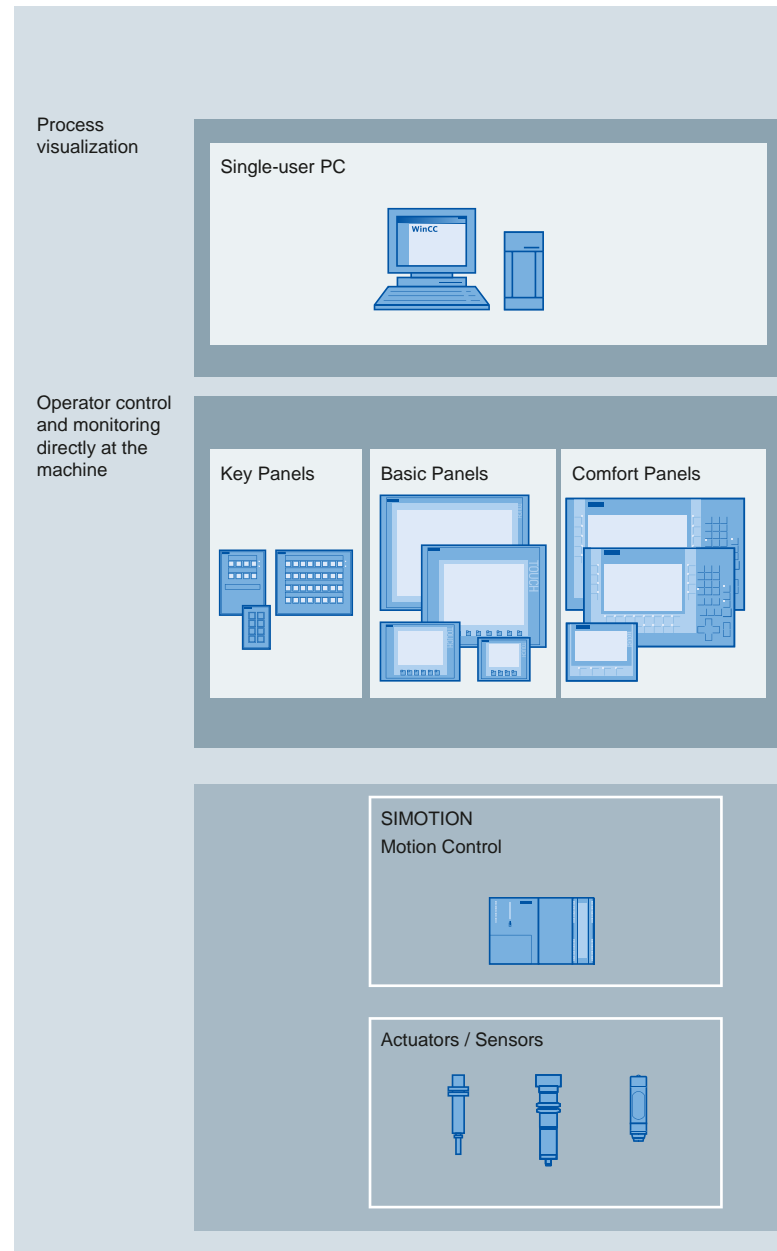 Process
visualization
Single-user PC
WinCC
Operator control
and monitoring
directly at the
machine
Key Panels
Basic Panels
Comfort Panels
TOUCH
TOUCH
SIMOTION
Motion Control
Actuators / Sensors